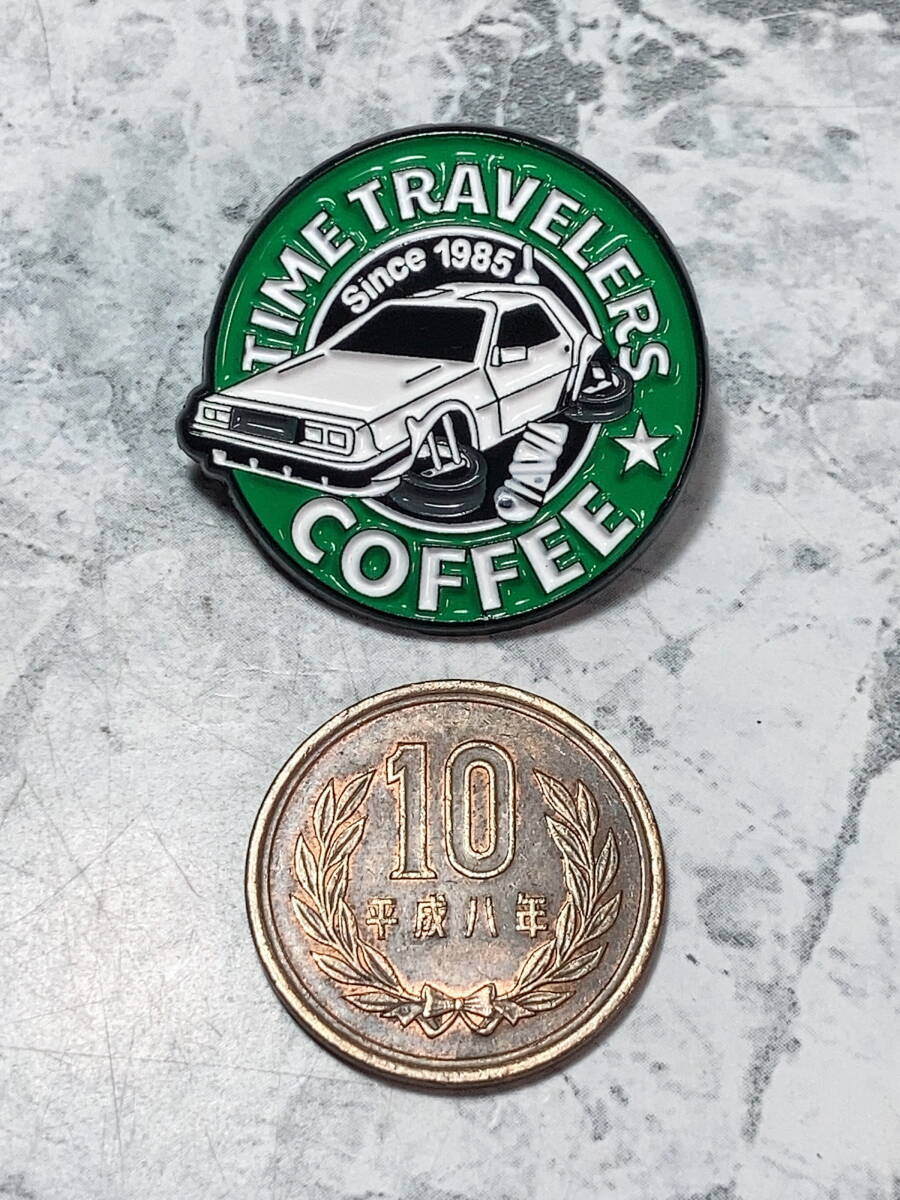 TIME TRAVELERS
Since 1985
COFFEE
10
平成八年